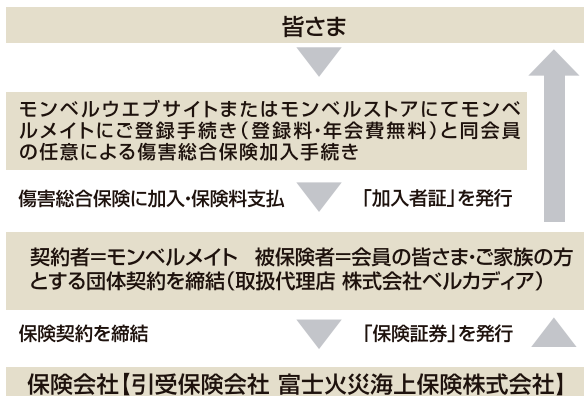 皆さま
モンベルウエブサイトまたはモンベルストアにてモンベ
ルメイトにご登録手続き(登録料・年会費無料)と同会員
の任意による傷害総合保険加入手続き
傷害総合保険に加入・保険料支払 「加入者証」を発行
契約者=モンベルメイト 被保険者=会員の皆さま・ご家族の方
とする団体契約を締結(取扱代理店 株式会社ベルカディア)
保険契約を締結 「保険証券」を発行
保険会社【引受保険会社 富士火災海上保険株式会社】